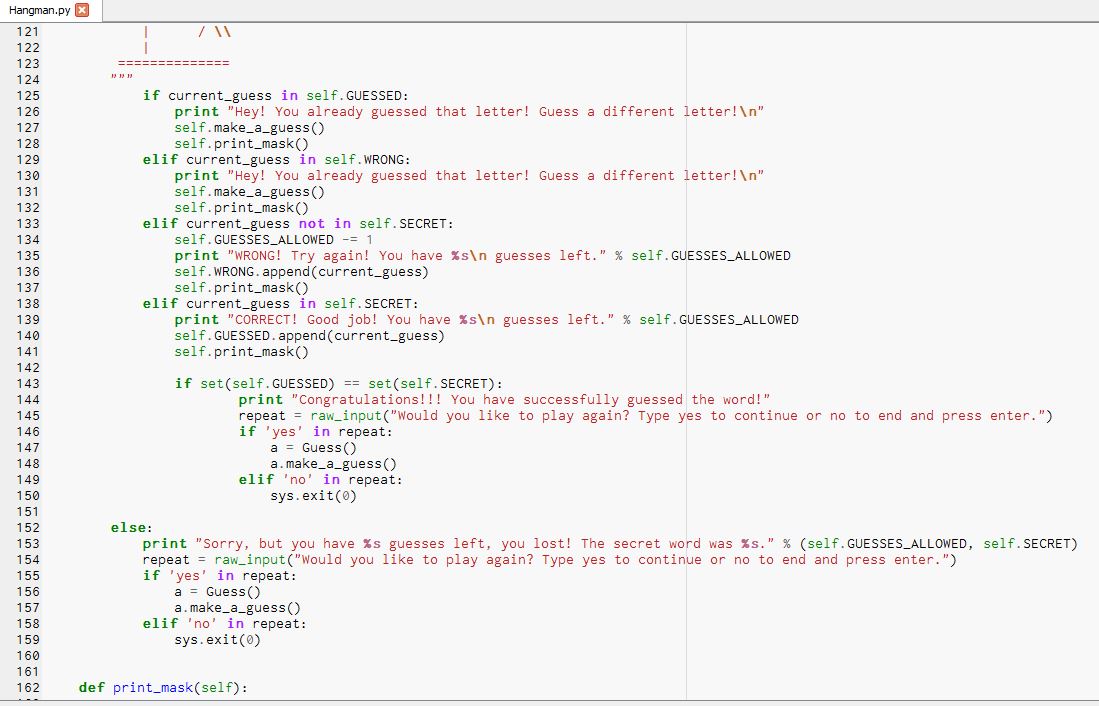 Hangman.py
121 | / \\
122 |
123 ==============
124 """
125 if current_guess in self.GUESSED:
126 print "Hey! You already guessed that letter! Guess a different letter!\n"
127 self.make_a_guess()
128 self.print_mask()
129 elif current_guess in self.WRONG:
130 print "Hey! You already guessed that letter! Guess a different letter!\n"
131 self.make_a_guess()
132 self.print_mask()
133 elif current_guess not in self.SECRET:
134 self.GUESSES_ALLOWED -= 1
135 print "WRONG! Try again! You have %s\n guesses left." % self.GUESSES_ALLOWED
136 self.WRONG.append(current_guess)
137 self.print_mask()
138 elif current_guess in self.SECRET:
139 print "CORRECT! Good job! You have %s\n guesses left." % self.GUESSES_ALLOWED
140 self.GUESSED.append(current_guess)
141 self.print_mask()
142
143 if set(self.GUESSED) == set(self.SECRET):
144 print "Congratulations!!! You have successfully guessed the word!"
145 repeat = raw_input("Would you like to play again? Type yes to continue or no to end and press enter.")
146 if 'yes' in repeat:
147 a = Guess()
148 a.make_a_guess()
149 elif 'no' in repeat:
150 sys.exit(0)
151
152 else:
153 print "Sorry, but you have %s guesses left, you lost! The secret word was %s." % (self.GUESSES_ALLOWED, self.SECRET)
154 repeat = raw_input("Would you like to play again? Type yes to continue or no to end and press enter.")
155 if 'yes' in repeat:
156 a = Guess()
157 a.make_a_guess()
158 elif 'no' in repeat:
159 sys.exit(0)
160
161
162 def print_mask(self):